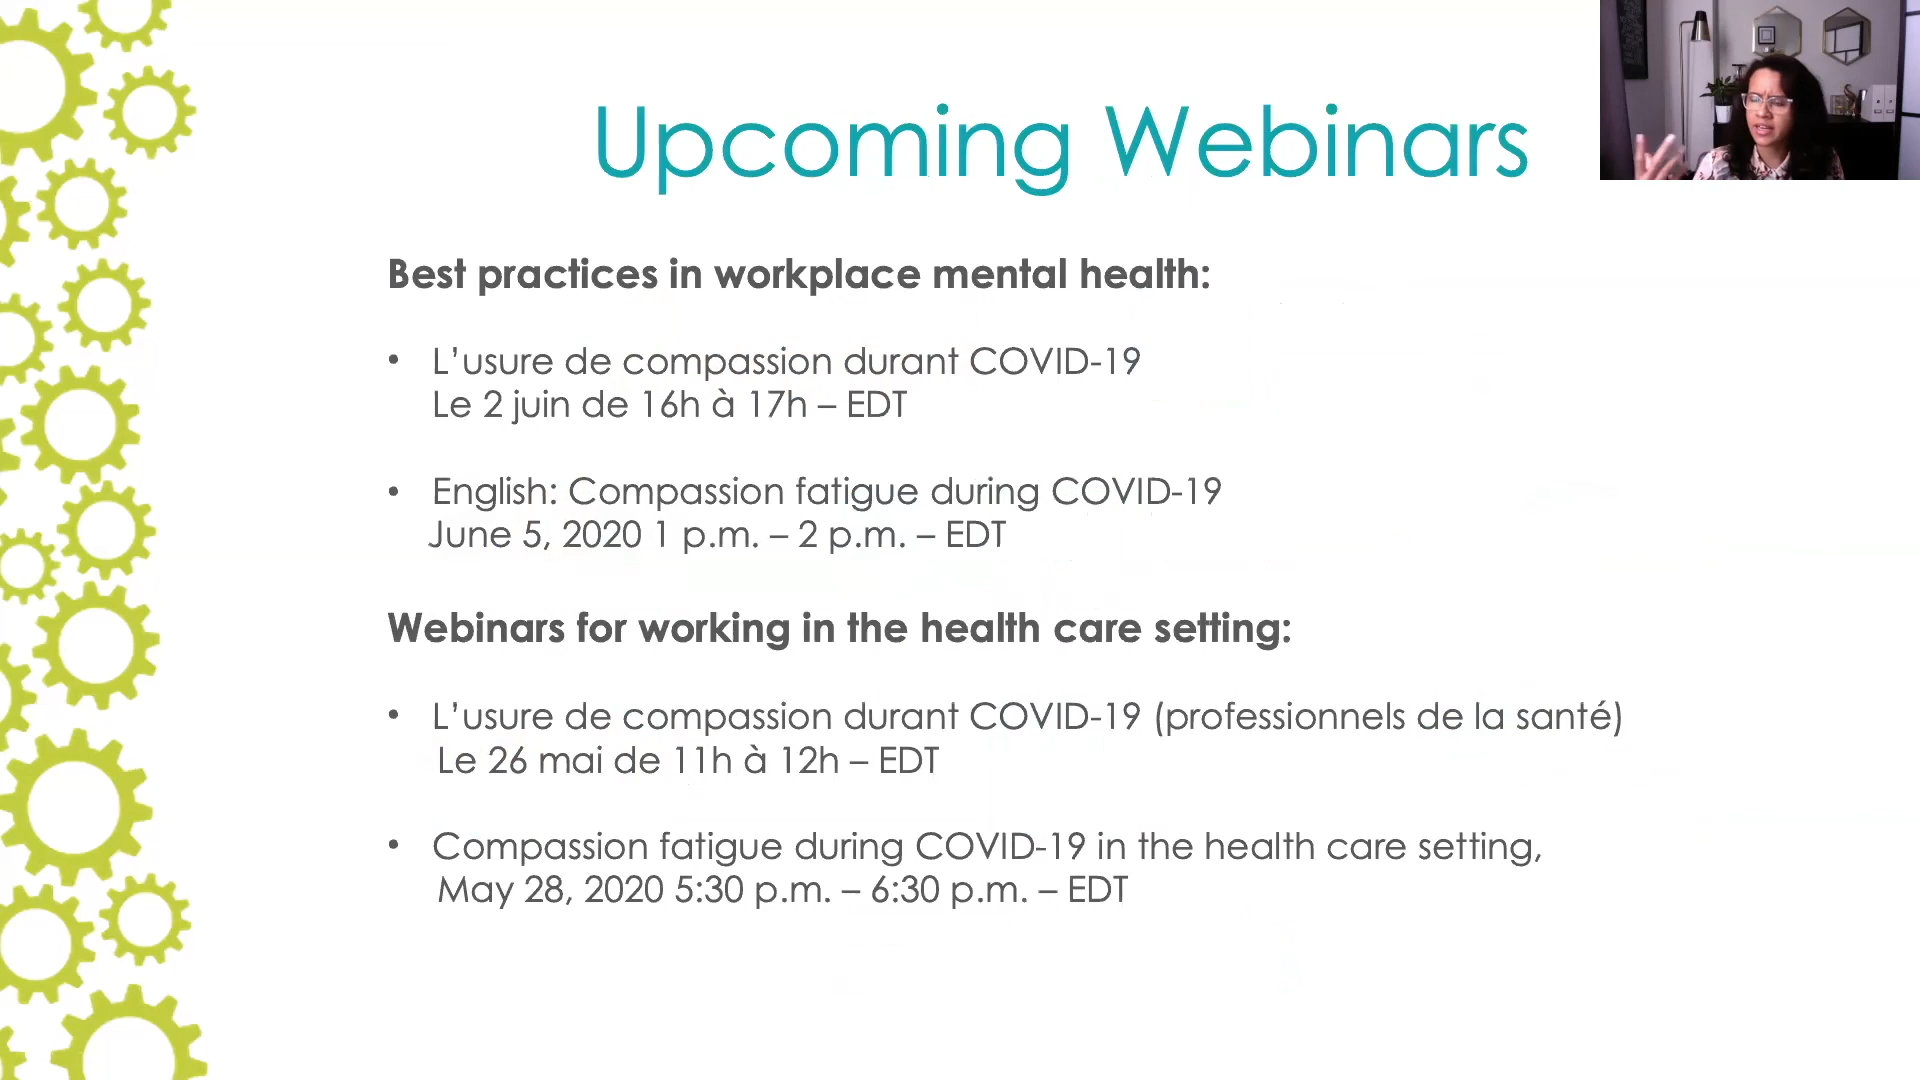 Upcoming Webinars
Best practices in workplace mental health:
• L’usure de compassion durant COVID-19
Le 2 juin de 16h à 17h – EDT
• English: Compassion fatigue during COVID-19
June 5, 2020 1 p.m. – 2 p.m. – EDT
Webinars for working in the health care setting:
• L’usure de compassion durant COVID-19 (professionnels de la santé)
Le 26 mai de 11h à 12h – EDT
• Compassion fatigue during COVID-19 in the health care setting,
May 28, 2020 5:30 p.m. – 6:30 p.m. – EDT